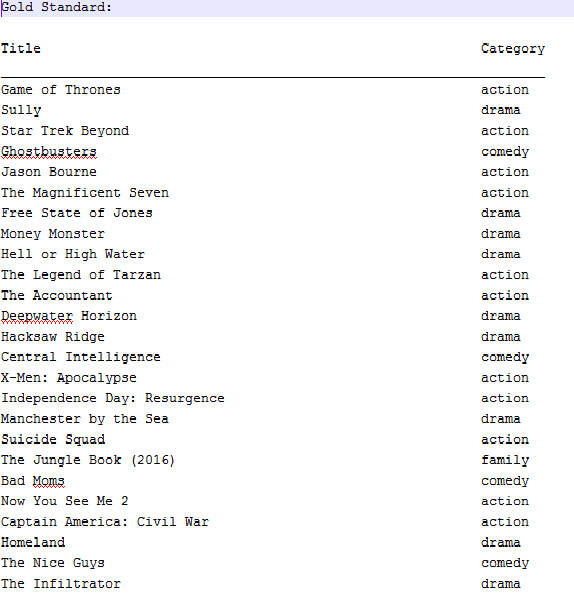 Gold Standard:
Title Category
Game of Thrones action
Sully drama
Star Trek Beyond action
Ghostbusters comedy
Jason Bourne action
The Magnificent Seven action
Free State of Jones drama
Money Monster drama
Hell or High Water drama
The Legend of Tarzan action
The Accountant action
Deepwater Horizon drama
Hacksaw Ridge drama
Central Intelligence comedy
X-Men: Apocalypse action
Independence Day: Resurgence action
Manchester by the Sea drama
Suicide Squad action
The Jungle Book (2016) family
Bad Moms comedy
Now You See Me 2 action
Captain America: Civil War action
Homeland drama
The Nice Guys comedy
The Infiltrator drama